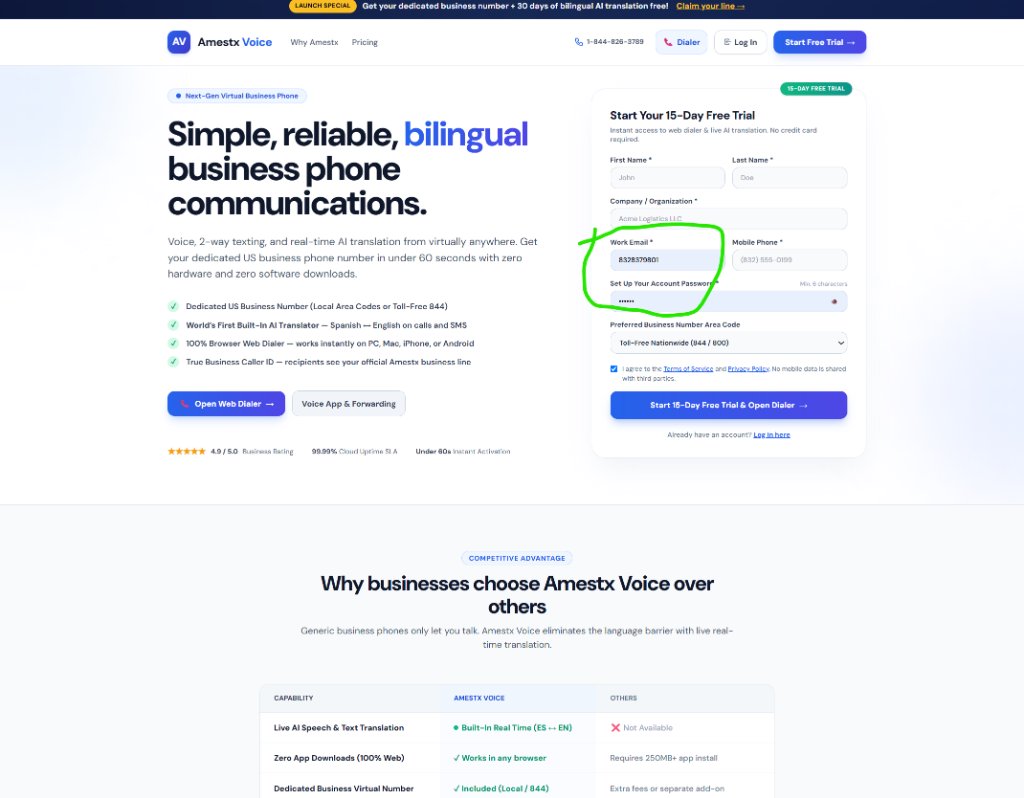 LAUNCH SPECIAL Get your dedicated business number + 30 days of bilingual AI translation free! Claim your line →
AV Amestx Voice Why Amestx Pricing 1-844-826-3789 Dialer Log In Start Free Trial →
Next-Gen Virtual Business Phone
Simple, reliable, bilingual
business phone
communications.
Voice, 2-way texting, and real-time AI translation from virtually anywhere. Get
your dedicated US business phone number in under 60 seconds with zero
hardware and zero software downloads.
✓ Dedicated US Business Number (Local Area Codes or Toll-Free 844)
✓ World's First Built-In AI Translator — Spanish ↔ English on calls and SMS
✓ 100% Browser Web Dialer — works instantly on PC, Mac, iPhone, or Android
✓ True Business Caller ID — recipients see your official Amestx business line
Open Web Dialer → Voice App & Forwarding
★★★★★ 4.9 / 5.0 Business Rating 99.99% Cloud Uptime SLA Under 60s Instant Activation
15-DAY FREE TRIAL
Start Your 15-Day Free Trial
Instant access to web dialer & live AI translation. No credit card
required.
First Name * Last Name *
John Doe
Company / Organization *
Acme Logistics LLC
Work Email * Mobile Phone *
8328379801 (832) 555-0199
Set Up Your Account Password * Min. 6 characters
••••••
Preferred Business Number Area Code
Toll-Free Nationwide (844 / 800)
I agree to the Terms of Service and Privacy Policy. No mobile data is shared
with third parties.
Start 15-Day Free Trial & Open Dialer →
Already have an account? Log in here
COMPETITIVE ADVANTAGE
Why businesses choose Amestx Voice over
others
Generic business phones only let you talk. Amestx Voice eliminates the language barrier with live real-
time translation.
CAPABILITY AMESTX VOICE OTHERS
Live AI Speech & Text Translation Built-In Real Time (ES ↔ EN) ❌ Not Available
Zero App Downloads (100% Web) ✓ Works in any browser Requires 250MB+ app install
Dedicated Business Virtual Number ✓ Included (Local / 844) Extra fees or separate add-on